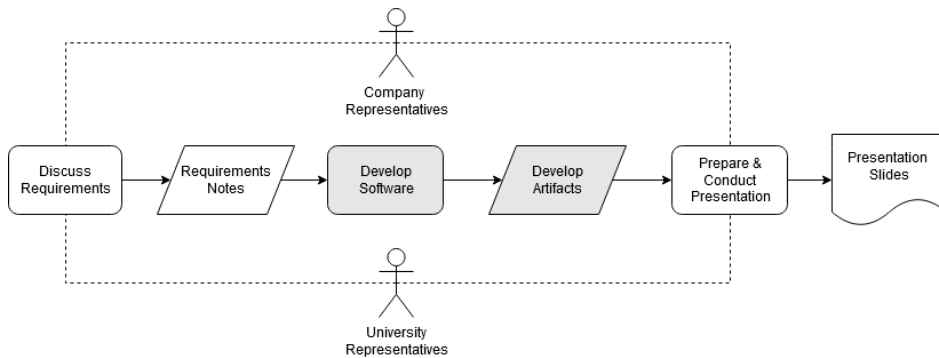 Company
Representatives
Discuss
Requirements
Requirements
Notes
Develop
Software
Develop
Artifacts
Prepare &
Conduct
Presentation
Presentation
Slides
University
Representatives